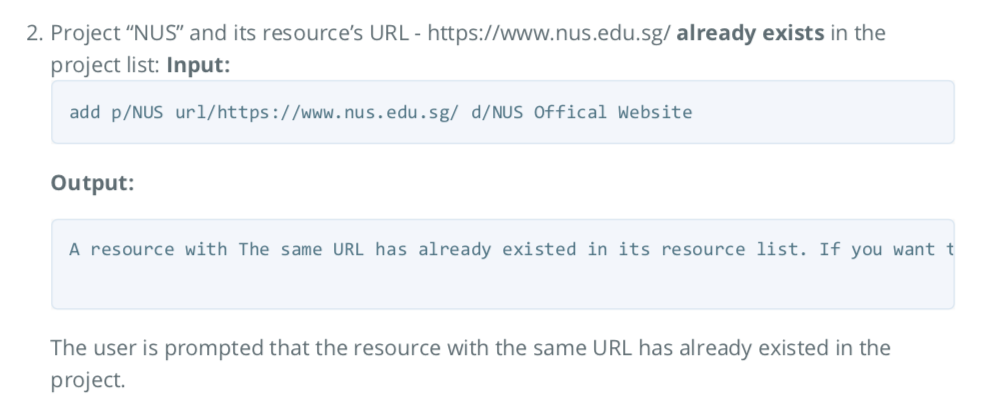 2. Project “NUS” and its resource’s URL - https://www.nus.edu.sg/ already exists in the
project list: Input:
add p/NUS url/https://www.nus.edu.sg/ d/NUS Offical Website
Output:
A resource with The same URL has already existed in its resource list. If you want t
The user is prompted that the resource with the same URL has already existed in the
project.